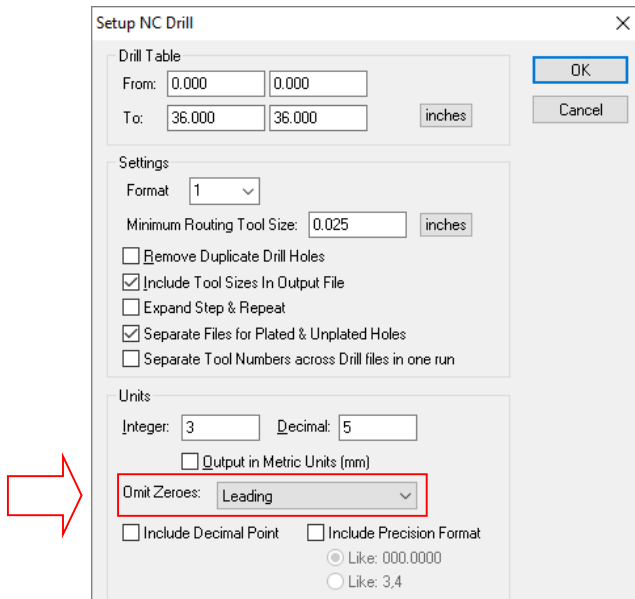 Setup NC Drill
Drill Table
OK
From: 0.000 0.000
To: 36.000 36.000 inches
Cancel
Settings
Format 1
Minimum Routing Tool Size: 0.025 inches
Remove Duplicate Drill Holes
Include Tool Sizes In Output File
Expand Step & Repeat
Separate Files for Plated & Unplated Holes
Separate Tool Numbers across Drill files in one run
Units
Integer: 3 Decimal: 5
Output in Metric Units (mm)
Omit Zeroes: Leading
Include Decimal Point Include Precision Format
Like: 000.0000
Like: 3,4